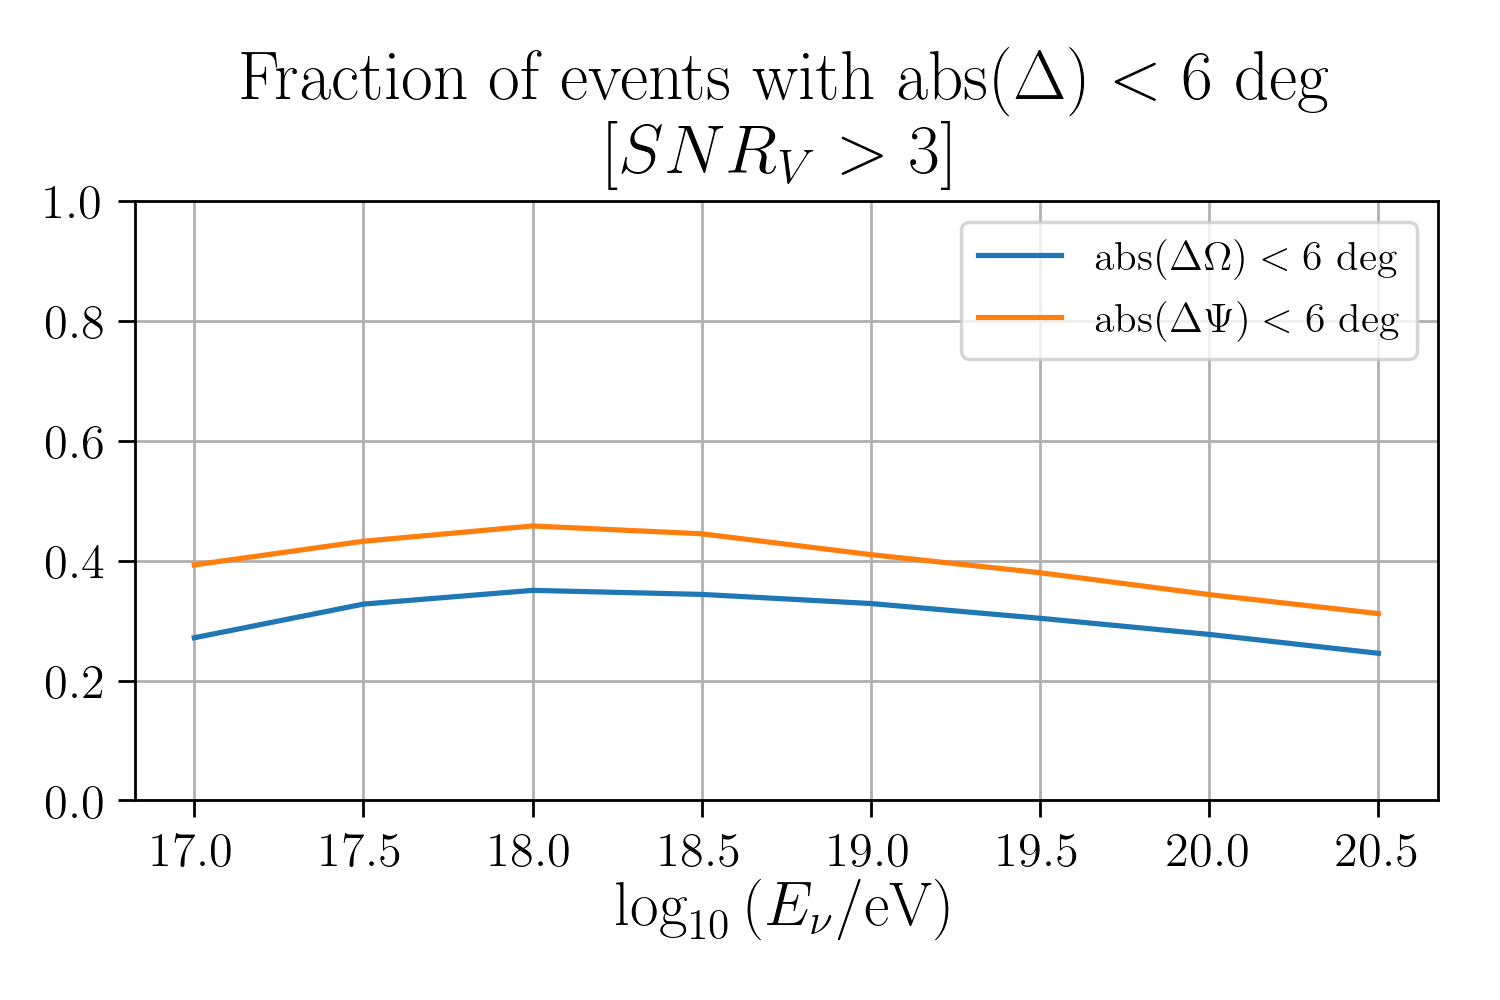 Fraction of events with abs(Δ) < 6 deg
[SNR_V > 3]
1.0
abs(ΔΩ) < 6 deg
abs(ΔΨ) < 6 deg
0.8
0.6
0.4
0.2
0.0
17.0 17.5 18.0 18.5 19.0 19.5 20.0 20.5
log₁₀ (E_ν/eV)